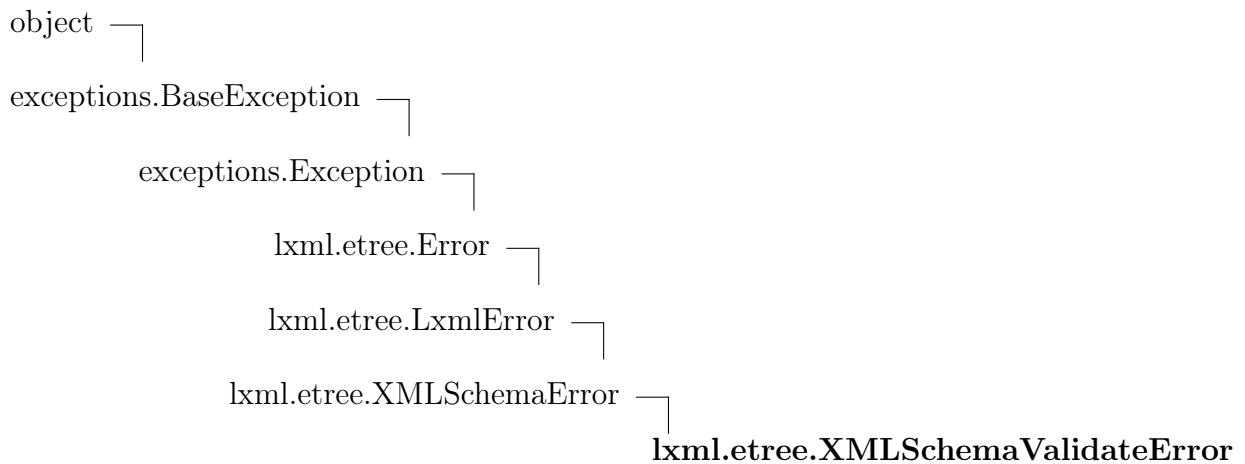 object
exceptions.BaseException
exceptions.Exception
lxml.etree.Error
lxml.etree.LxmlError
lxml.etree.XMLSchemaError
lxml.etree.XMLSchemaValidateError